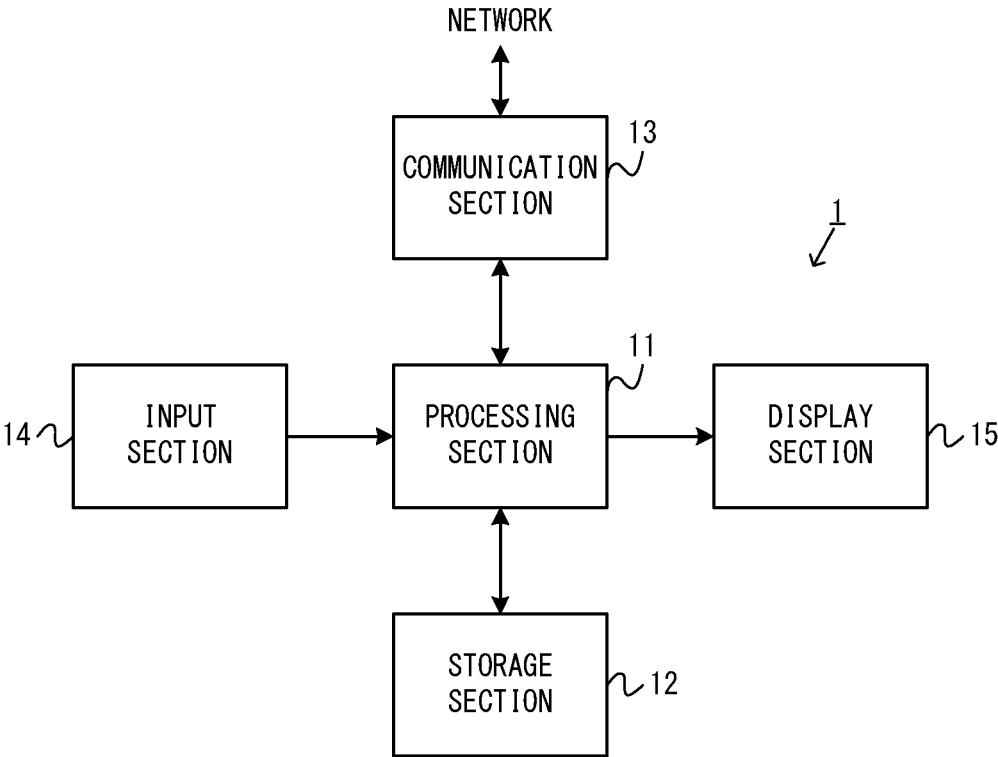 NETWORK
13
COMMUNICATION
SECTION
1
11
14
INPUT
SECTION
PROCESSING
SECTION
DISPLAY
SECTION
15
STORAGE
SECTION
12